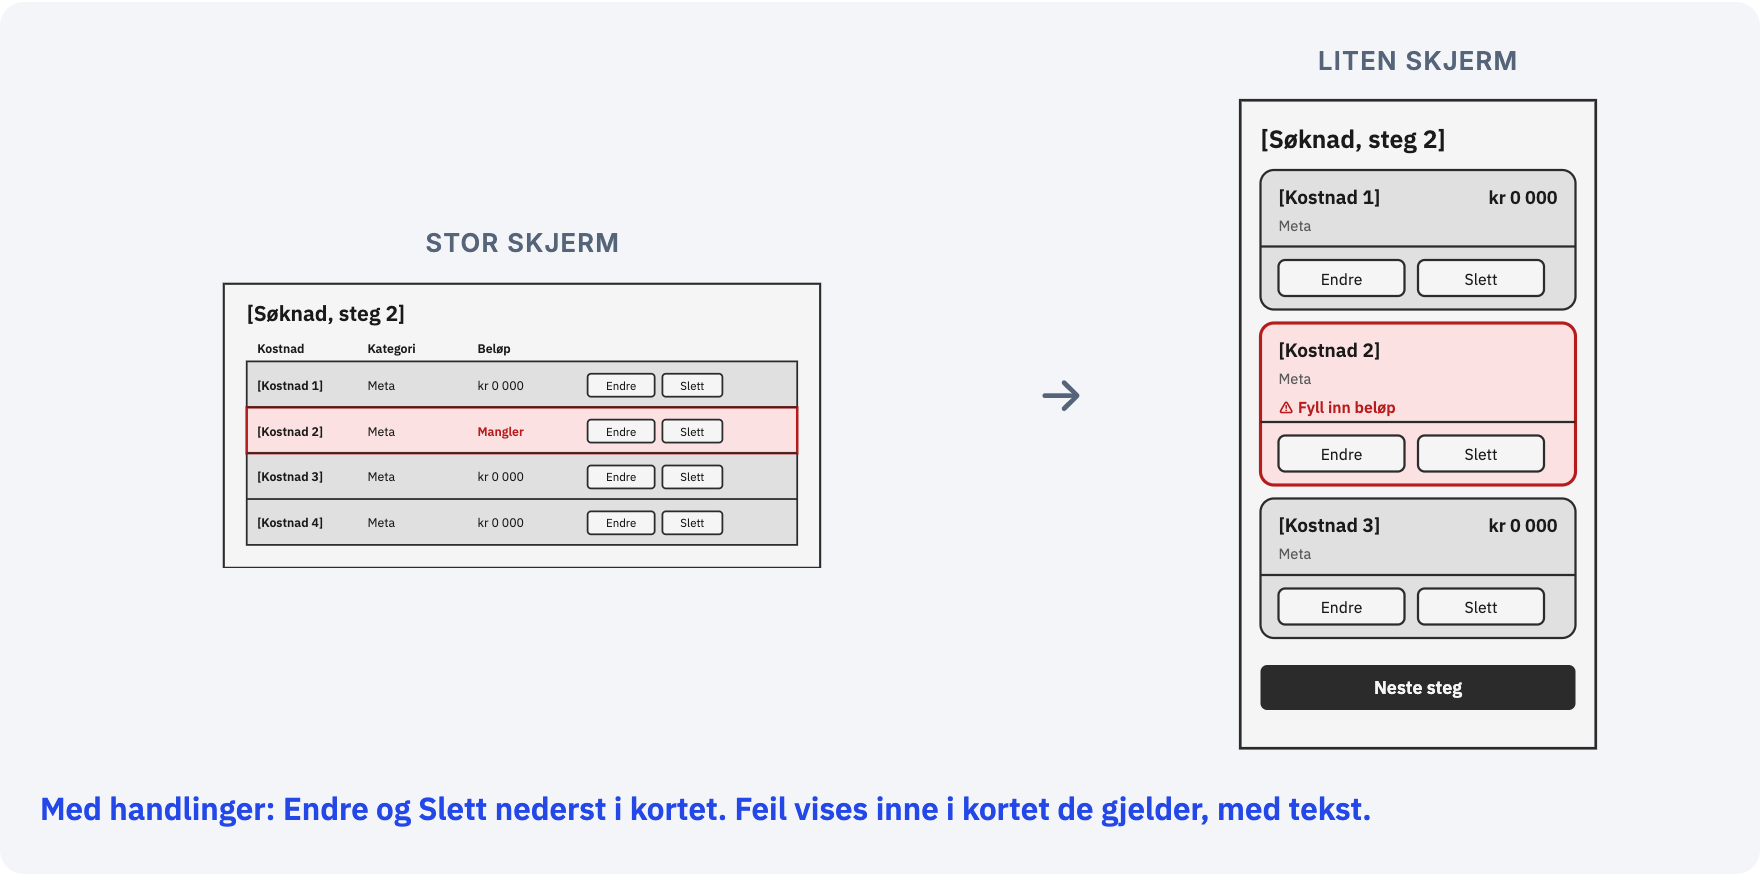 STOR SKJERM
[Søknad, steg 2]
Kostnad Kategori Beløp
[Kostnad 1] Meta kr 0 000 Endre Slett
[Kostnad 2] Meta Mangler Endre Slett
[Kostnad 3] Meta kr 0 000 Endre Slett
[Kostnad 4] Meta kr 0 000 Endre Slett
LITEN SKJERM
[Søknad, steg 2]
[Kostnad 1] kr 0 000
Meta
Endre Slett
[Kostnad 2]
Meta
Fyll inn beløp
Endre Slett
[Kostnad 3] kr 0 000
Meta
Endre Slett
Neste steg
Med handlinger: Endre og Slett nederst i kortet. Feil vises inne i kortet de gjelder, med tekst.